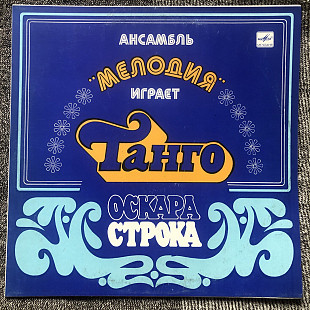 АНСАМБЛЬ
"МЕЛОДИЯ"
ИГРАЕТ
Танго
ОСКАРА
СТРОКА